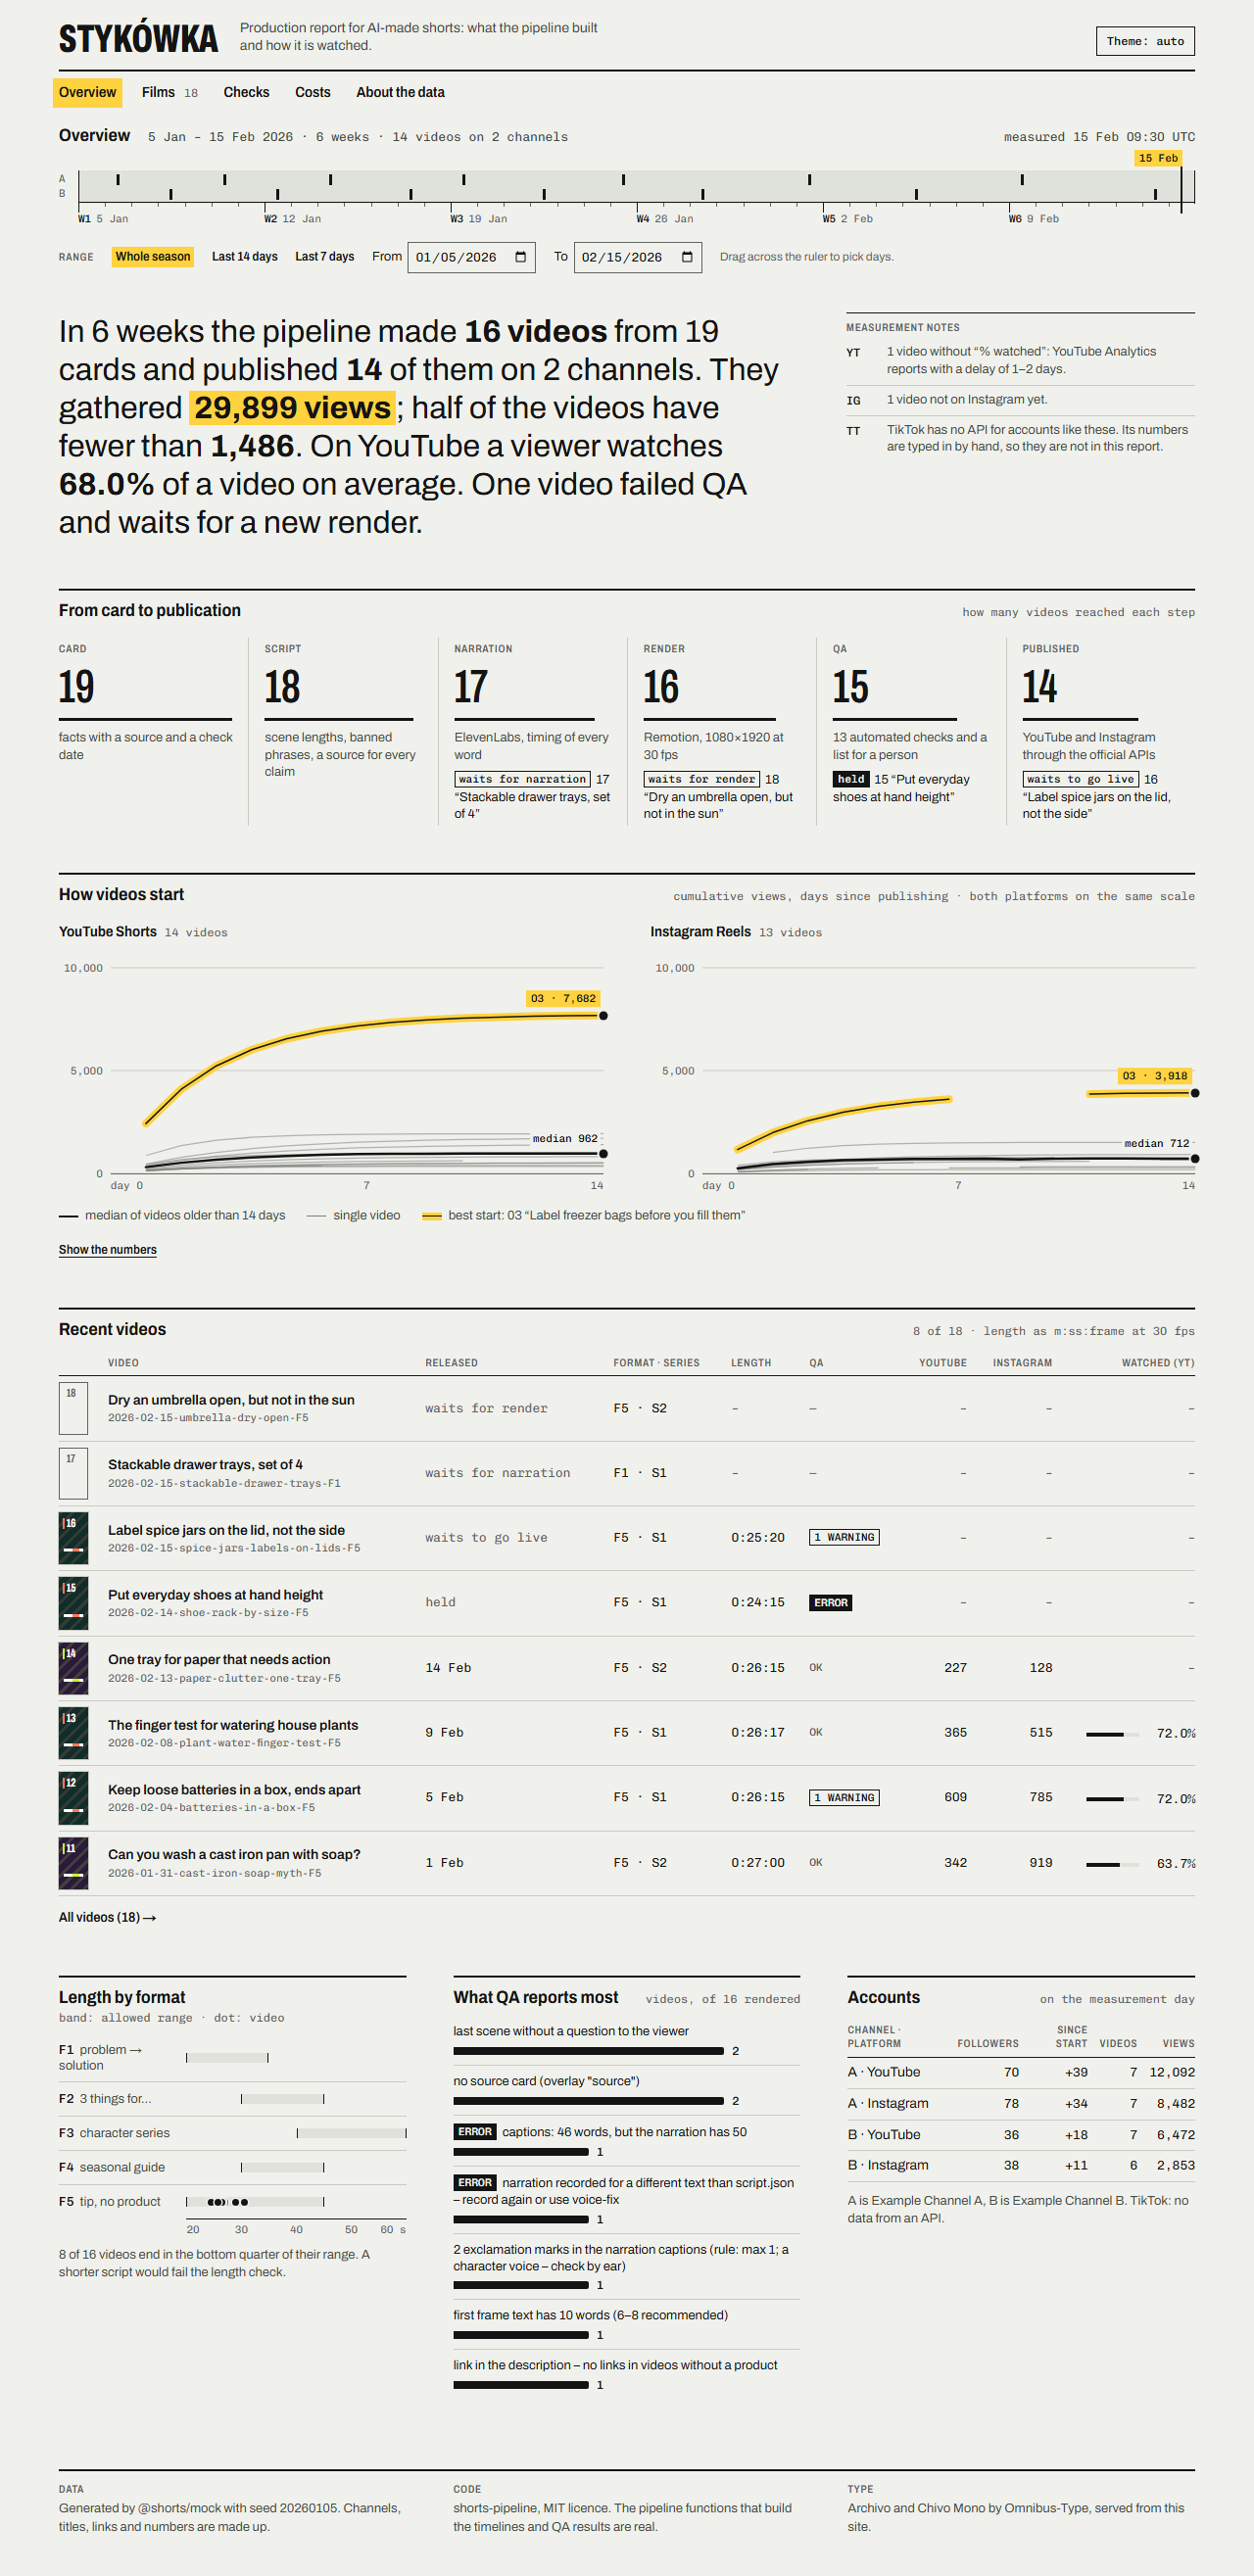 STYKÓWKA
Production report for AI-made shorts: what the pipeline built
and how it is watched.
Theme: auto
Overview Films 18 Checks Costs About the data
Overview 5 Jan – 15 Feb 2026 · 6 weeks · 14 videos on 2 channels measured 15 Feb 09:30 UTC
15 Feb
A
B
W1 5 Jan W2 12 Jan W3 19 Jan W4 26 Jan W5 2 Feb W6 9 Feb
RANGE Whole season Last 14 days Last 7 days From 01/05/2026 To 02/15/2026 Drag across the ruler to pick days.
In 6 weeks the pipeline made 16 videos from 19
cards and published 14 of them on 2 channels. They
gathered 29,899 views; half of the videos have
fewer than 1,486. On YouTube a viewer watches
68.0% of a video on average. One video failed QA
and waits for a new render.
MEASUREMENT NOTES
YT 1 video without “% watched”: YouTube Analytics
reports with a delay of 1–2 days.
IG 1 video not on Instagram yet.
TT TikTok has no API for accounts like these. Its numbers
are typed in by hand, so they are not in this report.
From card to publication how many videos reached each step
CARD
19
facts with a source and a check
date
SCRIPT
18
scene lengths, banned
phrases, a source for every
claim
NARRATION
17
ElevenLabs, timing of every
word
waits for narration 17
“Stackable drawer trays, set
of 4”
RENDER
16
Remotion, 1080×1920 at
30 fps
waits for render 18
“Dry an umbrella open, but
not in the sun”
QA
15
13 automated checks and a
list for a person
held 15 “Put everyday
shoes at hand height”
PUBLISHED
14
YouTube and Instagram
through the official APIs
waits to go live 16
“Label spice jars on the lid,
not the side”
How videos start cumulative views, days since publishing · both platforms on the same scale
YouTube Shorts 14 videos
10,000
03 · 7,682
5,000
median 962
0
day 0 7 14
Instagram Reels 13 videos
10,000
5,000
03 · 3,918
median 712
0
day 0 7 14
median of videos older than 14 days single video best start: 03 “Label freezer bags before you fill them”
Show the numbers
Recent videos 8 of 18 · length as m:ss:frame at 30 fps
VIDEO RELEASED FORMAT · SERIES LENGTH QA YOUTUBE INSTAGRAM WATCHED (YT)
18 Dry an umbrella open, but not in the sun waits for render F5 · S2 – – – – –
2026-02-15-umbrella-dry-open-F5
17 Stackable drawer trays, set of 4 waits for narration F1 · S1 – – – – –
2026-02-15-stackable-drawer-trays-F1
16 Label spice jars on the lid, not the side waits to go live F5 · S1 0:25:20 1 WARNING – – –
2026-02-15-spice-jars-labels-on-lids-F5
15 Put everyday shoes at hand height held F5 · S1 0:24:15 ERROR – – –
2026-02-14-shoe-rack-by-size-F5
14 One tray for paper that needs action 14 Feb F5 · S2 0:26:15 OK 227 128 –
2026-02-13-paper-clutter-one-tray-F5
13 The finger test for watering house plants 9 Feb F5 · S1 0:26:17 OK 365 515 72.0%
2026-02-08-plant-water-finger-test-F5
12 Keep loose batteries in a box, ends apart 5 Feb F5 · S1 0:26:15 1 WARNING 609 785 72.0%
2026-02-04-batteries-in-a-box-F5
11 Can you wash a cast iron pan with soap? 1 Feb F5 · S2 0:27:00 OK 342 919 63.7%
2026-01-31-cast-iron-soap-myth-F5
All videos (18) →
Length by format
band: allowed range · dot: video
F1 problem →
solution
F2 3 things for…
F3 character series
F4 seasonal guide
F5 tip, no product
20 30 40 50 60 s
8 of 16 videos end in the bottom quarter of their range. A
shorter script would fail the length check.
What QA reports most videos, of 16 rendered
last scene without a question to the viewer
2
no source card (overlay "source")
2
ERROR captions: 46 words, but the narration has 50
1
ERROR narration recorded for a different text than script.json
– record again or use voice-fix
1
2 exclamation marks in the narration captions (rule: max 1; a
character voice – check by ear)
1
first frame text has 10 words (6–8 recommended)
1
link in the description – no links in videos without a product
1
Accounts on the measurement day
CHANNEL · PLATFORM FOLLOWERS SINCE START VIDEOS VIEWS
A · YouTube 70 +39 7 12,092
A · Instagram 78 +34 7 8,482
B · YouTube 36 +18 7 6,472
B · Instagram 38 +11 6 2,853
A is Example Channel A, B is Example Channel B. TikTok: no
data from an API.
DATA
Generated by @shorts/mock with seed 20260105. Channels,
titles, links and numbers are made up.
CODE
shorts-pipeline, MIT licence. The pipeline functions that build
the timelines and QA results are real.
TYPE
Archivo and Chivo Mono by Omnibus-Type, served from this
site.